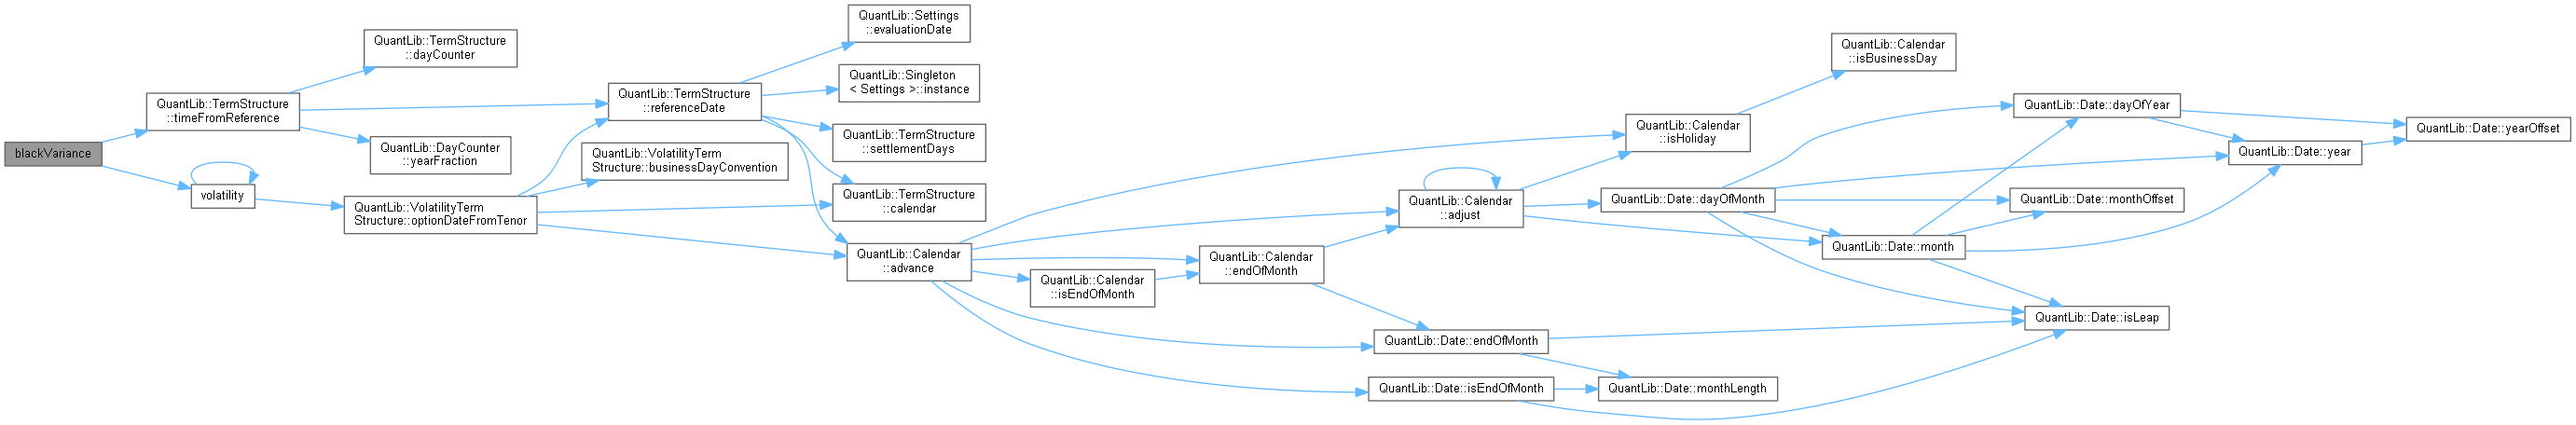 QuantLib::Settings
::evaluationDate
QuantLib::TermStructure
::dayCounter
QuantLib::Calendar
::isBusinessDay
QuantLib::Singleton
< Settings >::instance
QuantLib::TermStructure
::timeFromReference
QuantLib::TermStructure
::referenceDate
QuantLib::Date::dayOfYear
QuantLib::Date::yearOffset
QuantLib::Calendar
::isHoliday
QuantLib::TermStructure
::settlementDays
blackVariance
QuantLib::DayCounter
::yearFraction
QuantLib::VolatilityTerm
Structure::businessDayConvention
QuantLib::Date::year
volatility
QuantLib::VolatilityTerm
Structure::optionDateFromTenor
QuantLib::TermStructure
::calendar
QuantLib::Calendar
::adjust
QuantLib::Date::dayOfMonth
QuantLib::Date::monthOffset
QuantLib::Calendar
::advance
QuantLib::Calendar
::endOfMonth
QuantLib::Date::month
QuantLib::Calendar
::isEndOfMonth
QuantLib::Date::isLeap
QuantLib::Date::endOfMonth
QuantLib::Date::isEndOfMonth
QuantLib::Date::monthLength